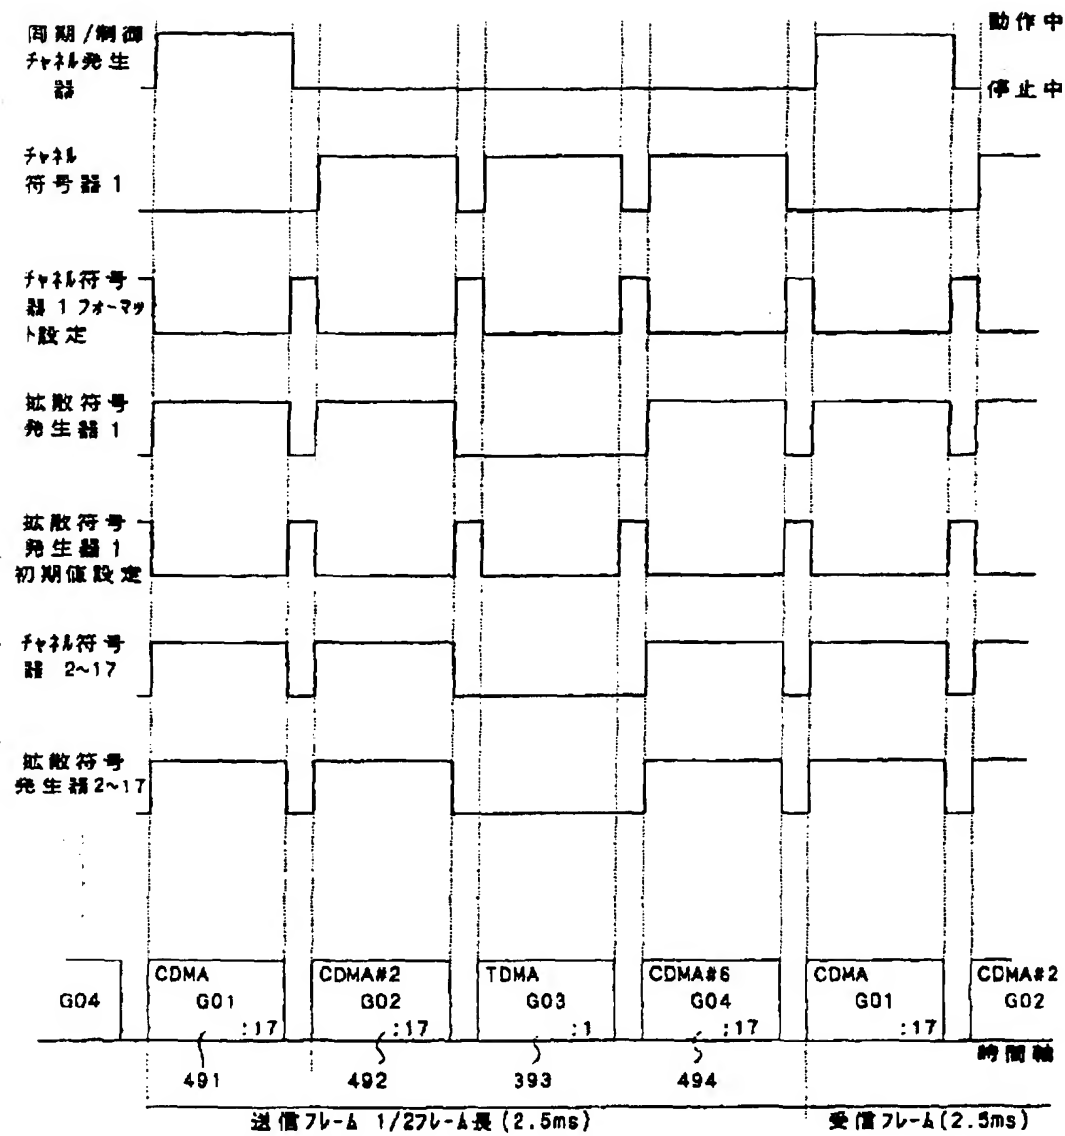 同期/制御
チャネル発生
器
動作中
停止中
チャネル
符号器1
チャネル符号
器1フォーマッ
ト設定
拡散符号
発生器1
拡散符号
発生器1
初期値設定
チャネル符号
器 2~17
拡散符号
発生器2~17
G04
CDMA
G01
:17
CDMA#2
G02
:17
TDMA
G03
:1
CDMA#6
G04
:17
CDMA
G01
:17
CDMA#2
G02
時間軸
491
492
393
494
送信フレーム 1/2フレーム長(2.5ms)
受信フレーム(2.5ms)